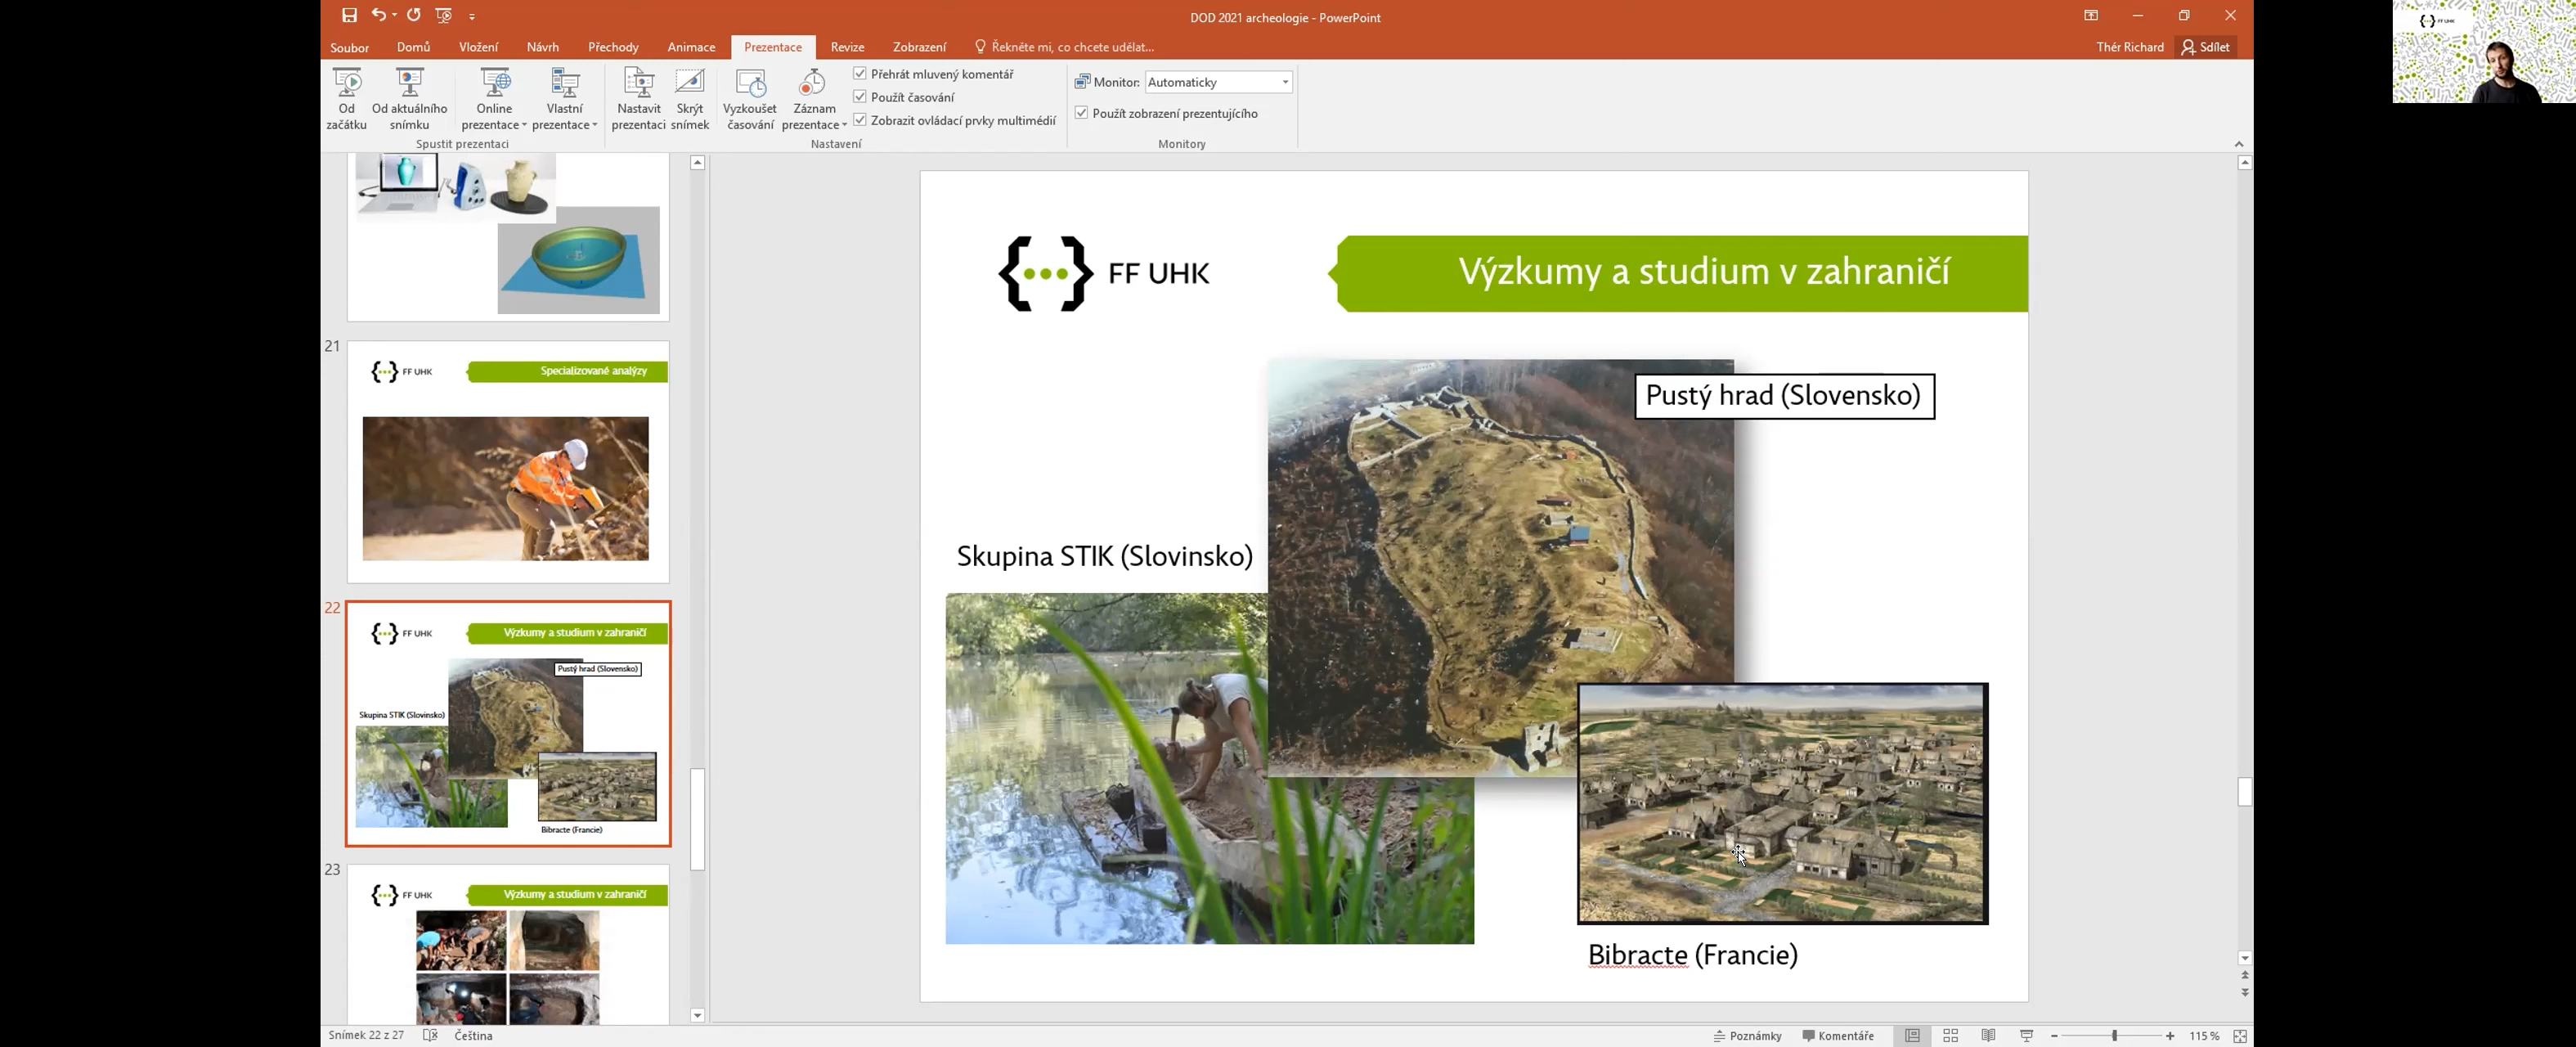 DOD 2021 archeologie - PowerPoint
Soubor Domů Vložení Návrh Přechody Animace Prezentace Revize Zobrazení Řekněte mi, co chcete udělat... Thér Richard Sdílet
Od začátku
Od aktuálního snímku
Online prezentace
Vlastní prezentace
Nastavit prezentaci
Skrýt snímek
Vyzkoušet časování
Záznam prezentace
Přehrát mluvený komentář
Použít časování
Zobrazit ovládací prvky multimédií
Monitor: Automaticky
Použít zobrazení prezentujícího
Spustit prezentaci
Nastavení
Monitory
21
FF UHK
Specializované analýzy
22
FF UHK
Výzkumy a studium v zahraničí
Pustý hrad (Slovensko)
Skupina STIK (Slovinsko)
Bibracte (Francie)
23
FF UHK
Výzkumy a studium v zahraničí
FF UHK
Výzkumy a studium v zahraničí
Pustý hrad (Slovensko)
Skupina STIK (Slovinsko)
Bibracte (Francie)
Snímek 22 z 27 Čeština Poznámky Komentáře 115 %
FF UHK